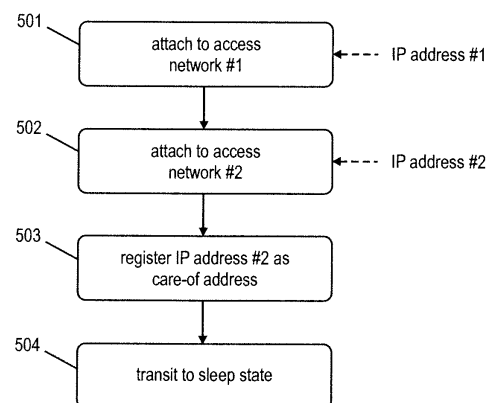 501
attach to access
network #1
IP address #1
502
attach to access
network #2
IP address #2
503
register IP address #2 as
care-of address
504
transit to sleep state